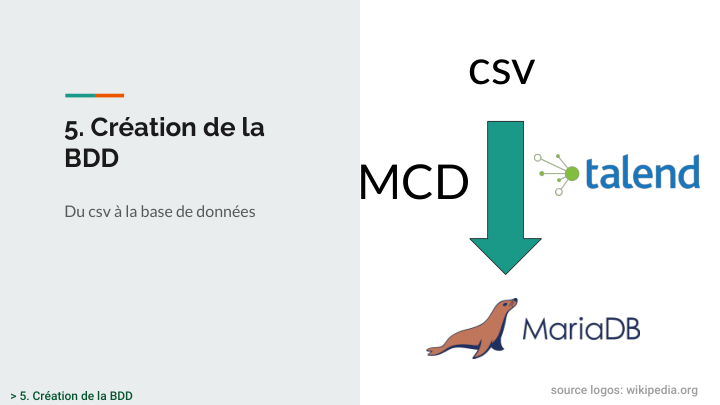 5. Création de la
BDD
Du csv à la base de données
csv
MCD
talend
MariaDB
source logos: wikipedia.org
> 5. Création de la BDD